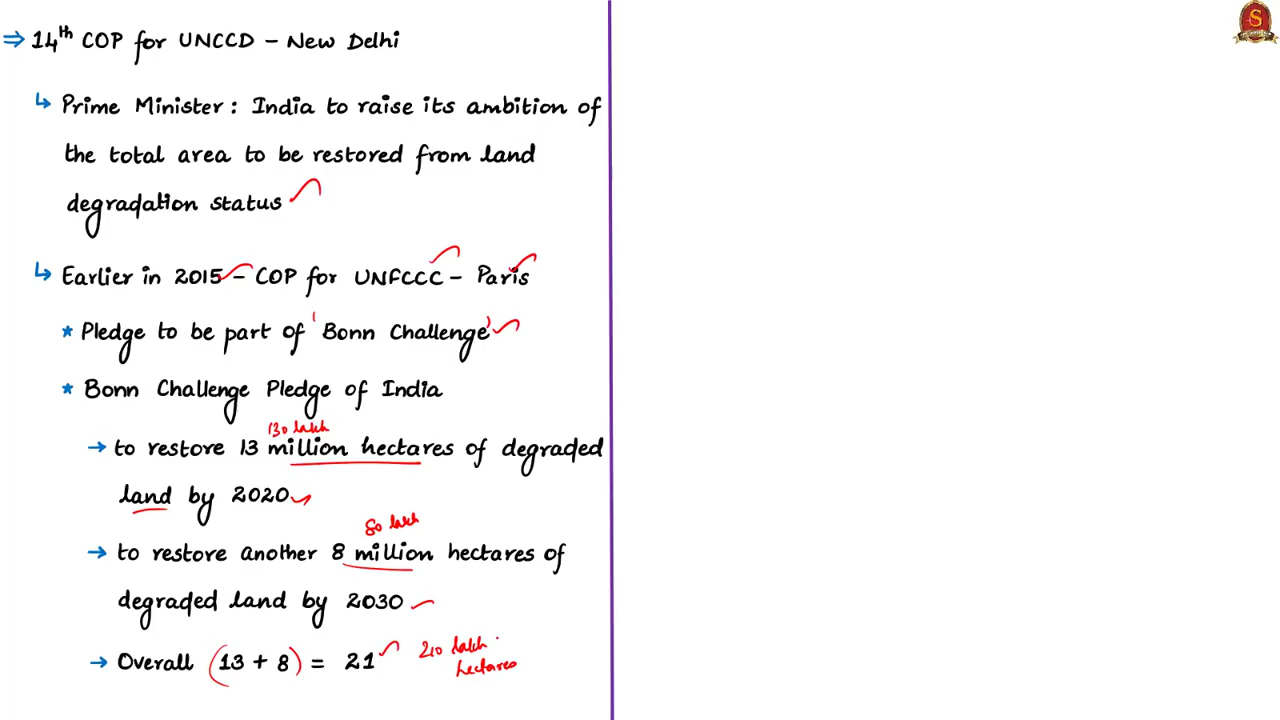 ⇒ 14th COP for UNCCD – New Delhi
↳ Prime Minister : India to raise its ambition of
the total area to be restored from land
degradation status
↳ Earlier in 2015 – COP for UNFCCC – Paris
* Pledge to be part of 'Bonn Challenge'
* Bonn Challenge Pledge of India
130 lakh
→ to restore 13 million hectares of degraded
land by 2020
80 lakh
→ to restore another 8 million hectares of
degraded land by 2030
→ Overall (13 + 8) = 21 210 lakh
hectares
S